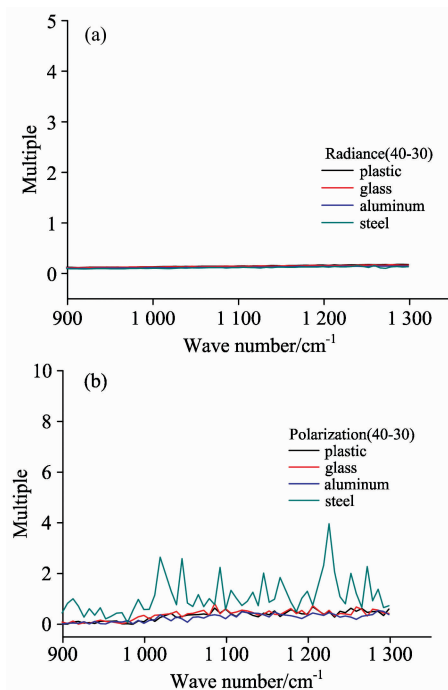 (a)
5
4
3
2
1
0
Multiple
Radiance(40-30)
plastic
glass
aluminum
steel
900
1 000
1 100
1 200
1 300
Wave number/cm⁻¹
(b)
10
8
6
4
2
0
Multiple
Polarization(40-30)
plastic
glass
aluminum
steel
900
1 000
1 100
1 200
1 300
Wave number/cm⁻¹